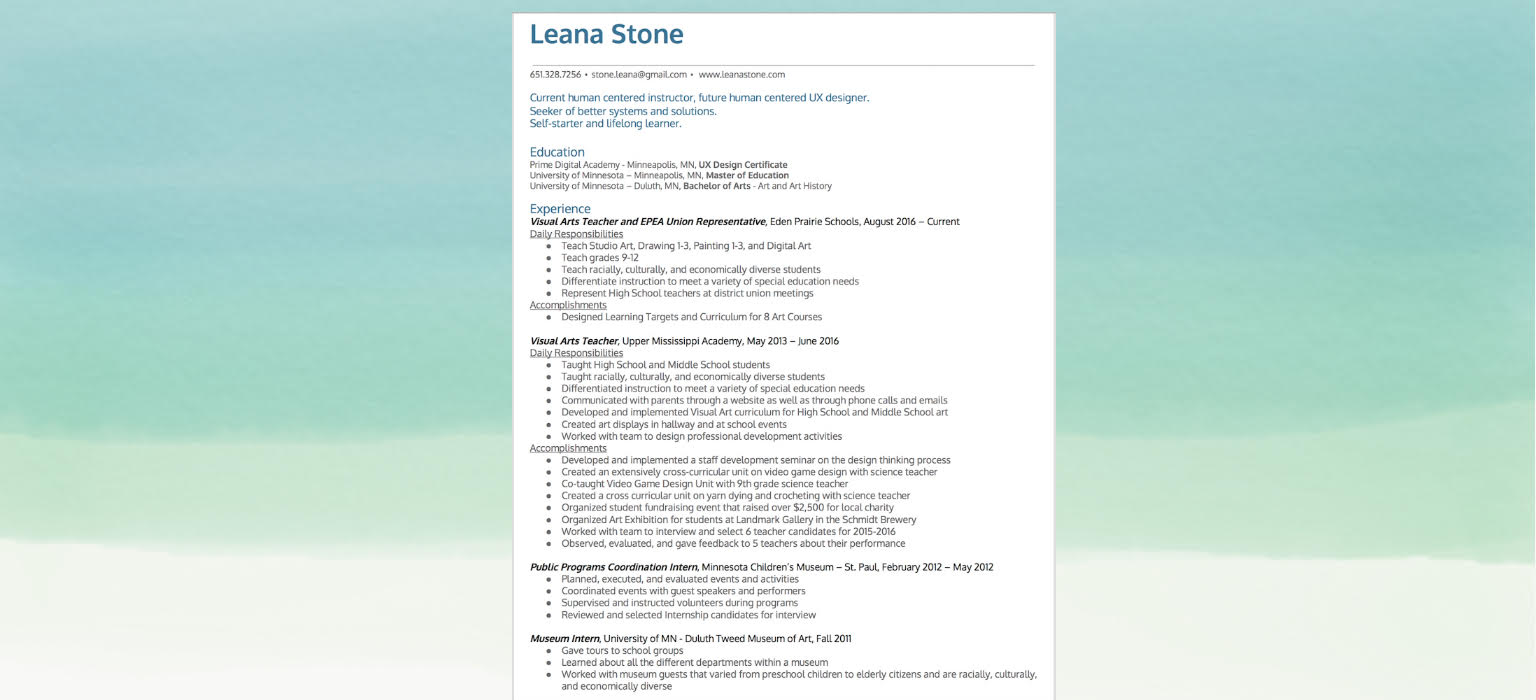 Leana Stone
651.328.7256 • stone.leana@gmail.com • www.leanastone.com
Current human centered instructor, future human centered UX designer.
Seeker of better systems and solutions.
Self-starter and lifelong learner.
Education
Prime Digital Academy - Minneapolis, MN, UX Design Certificate
University of Minnesota – Minneapolis, MN, Master of Education
University of Minnesota – Duluth, MN, Bachelor of Arts - Art and Art History
Experience
Visual Arts Teacher and EPEA Union Representative, Eden Prairie Schools, August 2016 – Current
Daily Responsibilities
● Teach Studio Art, Drawing 1-3, Painting 1-3, and Digital Art
● Teach grades 9-12
● Teach racially, culturally, and economically diverse students
● Differentiate instruction to meet a variety of special education needs
● Represent High School teachers at district union meetings
Accomplishments
● Designed Learning Targets and Curriculum for 8 Art Courses
Visual Arts Teacher, Upper Mississippi Academy, May 2013 – June 2016
Daily Responsibilities
● Taught High School and Middle School students
● Taught racially, culturally, and economically diverse students
● Differentiated instruction to meet a variety of special education needs
● Communicated with parents through a website as well as through phone calls and emails
● Developed and implemented Visual Art curriculum for High School and Middle School art
● Created art displays in hallway and at school events
● Worked with team to design professional development activities
Accomplishments
● Developed and implemented a staff development seminar on the design thinking process
● Created an extensively cross-curricular unit on video game design with science teacher
● Co-taught Video Game Design Unit with 9th grade science teacher
● Created a cross curricular unit on yarn dying and crocheting with science teacher
● Organized student fundraising event that raised over $2,500 for local charity
● Organized Art Exhibition for students at Landmark Gallery in the Schmidt Brewery
● Worked with team to interview and select 6 teacher candidates for 2015-2016
● Observed, evaluated, and gave feedback to 5 teachers about their performance
Public Programs Coordination Intern, Minnesota Children's Museum – St. Paul, February 2012 – May 2012
● Planned, executed, and evaluated events and activities
● Coordinated events with guest speakers and performers
● Supervised and instructed volunteers during programs
● Reviewed and selected Internship candidates for interview
Museum Intern, University of MN - Duluth Tweed Museum of Art, Fall 2011
● Gave tours to school groups
● Learned about all the different departments within a museum
● Worked with museum guests that varied from preschool children to elderly citizens and are racially, culturally,
and economically diverse